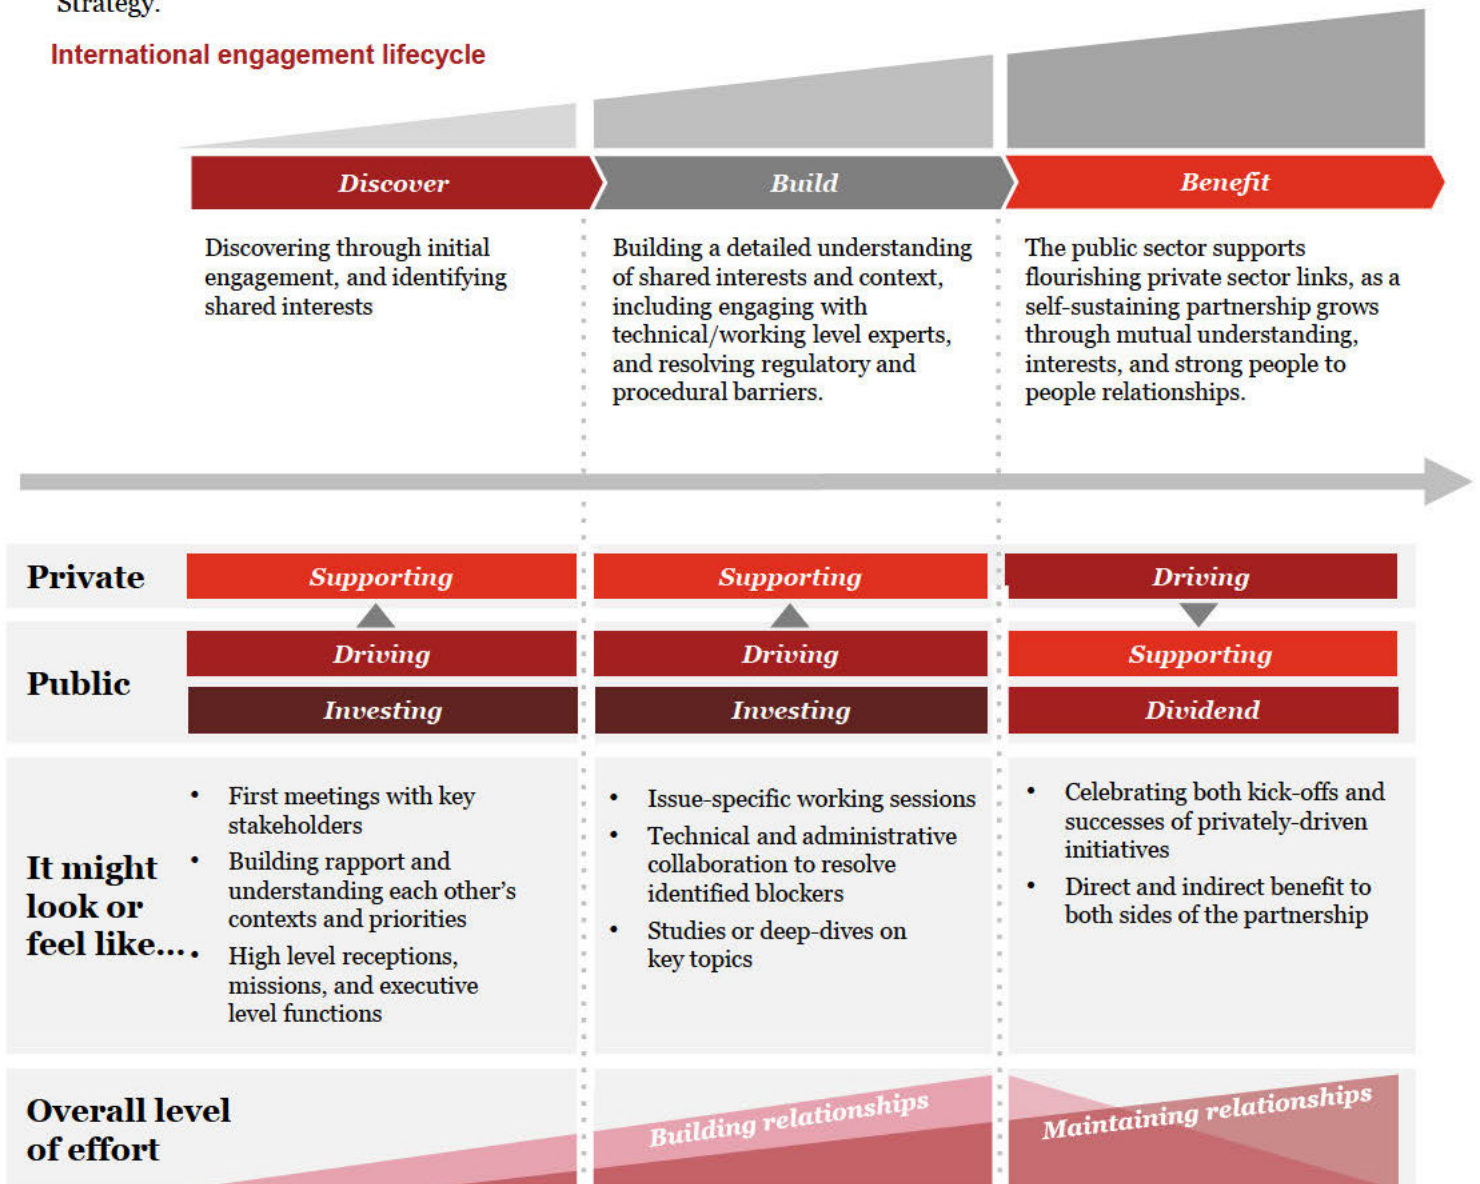 Strategy.
International engagement lifecycle
Discover
Build
Benefit
Discovering through initial
engagement, and identifying
shared interests
Building a detailed understanding
of shared interests and context,
including engaging with
technical/working level experts,
and resolving regulatory and
procedural barriers.
The public sector supports
flourishing private sector links, as a
self-sustaining partnership grows
through mutual understanding,
interests, and strong people to
people relationships.
Private
Supporting
Supporting
Driving
Public
Driving
Driving
Supporting
Investing
Investing
Dividend
It might
look or
feel like...
• First meetings with key
stakeholders
• Building rapport and
understanding each other’s
contexts and priorities
• High level receptions,
missions, and executive
level functions
• Issue-specific working sessions
• Technical and administrative
collaboration to resolve
identified blockers
• Studies or deep-dives on
key topics
• Celebrating both kick-offs and
successes of privately-driven
initiatives
• Direct and indirect benefit to
both sides of the partnership
Overall level
of effort
Building relationships
Maintaining relationships